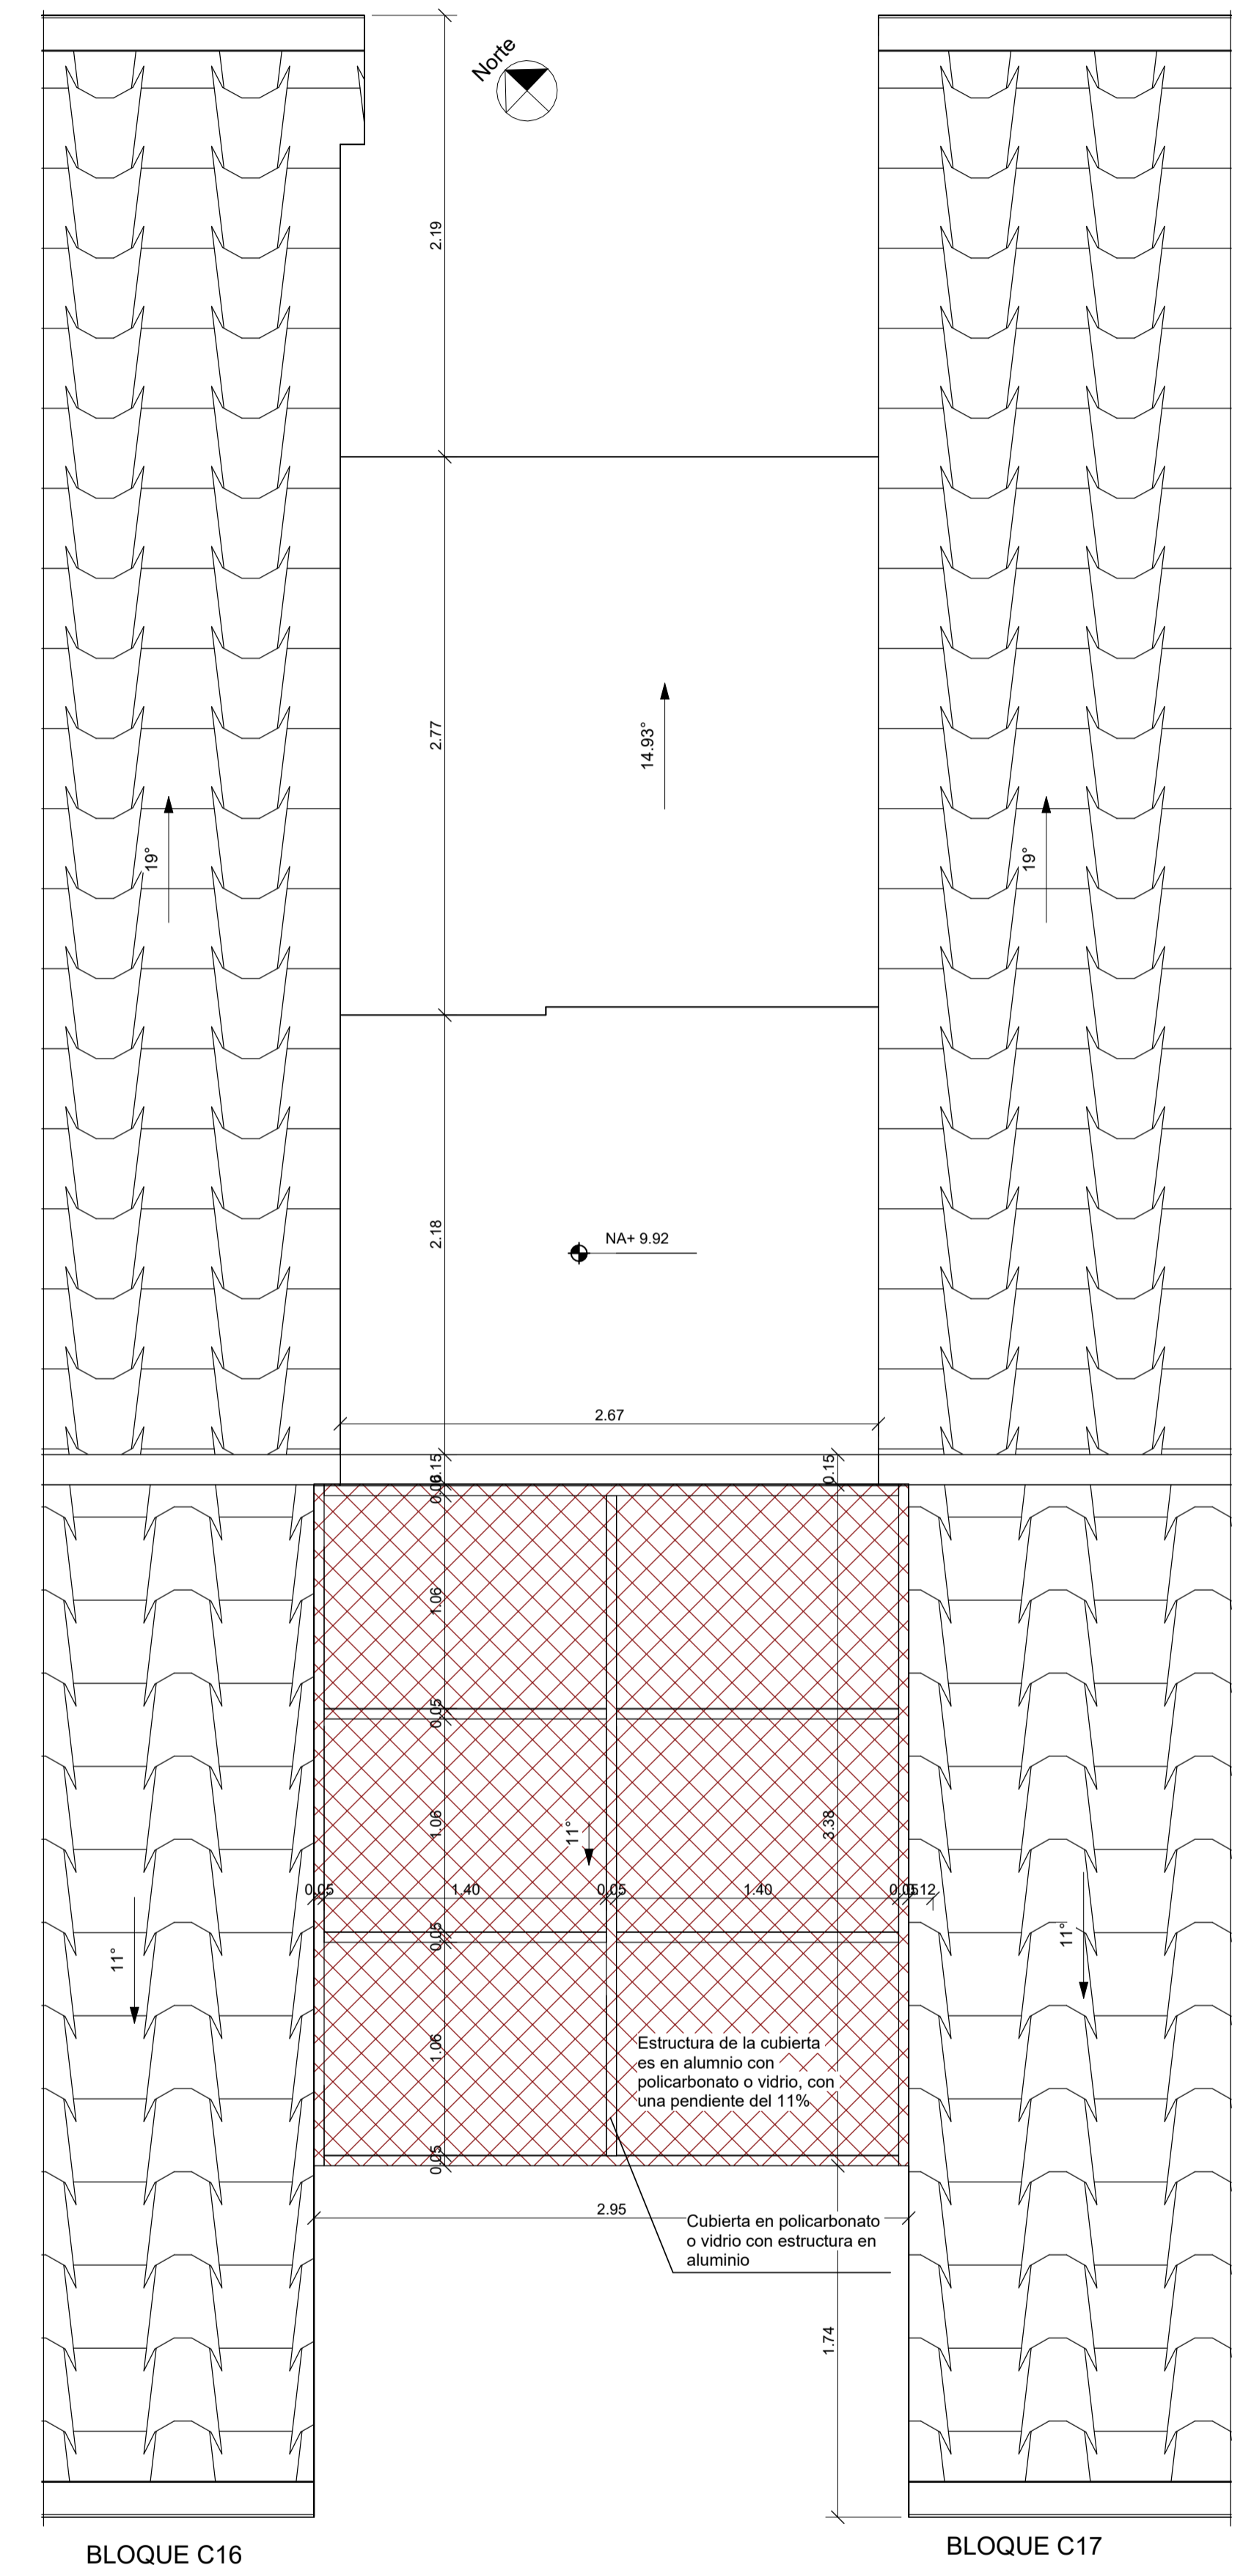 Norte
2.19
2.77
14.93°
19°
19°
2.18
NA+ 9.92
2.67
0.15
0.15
1.06
0.05
1.06
11°
3.38
0.05
1.40
0.05
1.40
0.05
0.05
11°
11°
1.06
Estructura de la cubierta
es en alumnio con
policarbonato o vidrio, con
una pendiente del 11%
0.05
2.95
Cubierta en policarbonato
o vidrio con estructura en
aluminio
1.74
BLOQUE C16
BLOQUE C17